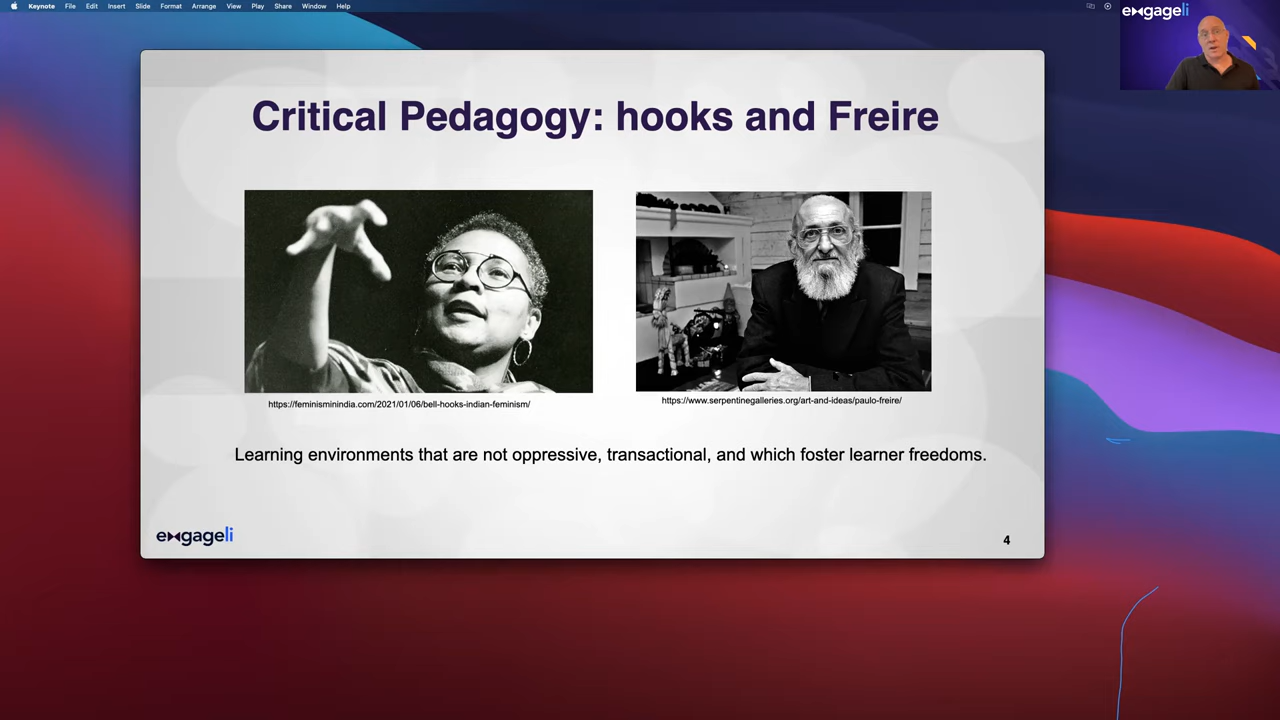 Keynote File Edit Insert Slide Format Arrange View Play Share Window Help
engageli
Critical Pedagogy: hooks and Freire
https://feminisminindia.com/2021/01/06/bell-hooks-indian-feminism/
https://www.serpentinegalleries.org/art-and-ideas/paulo-freire/
Learning environments that are not oppressive, transactional, and which foster learner freedoms.
engageli
4